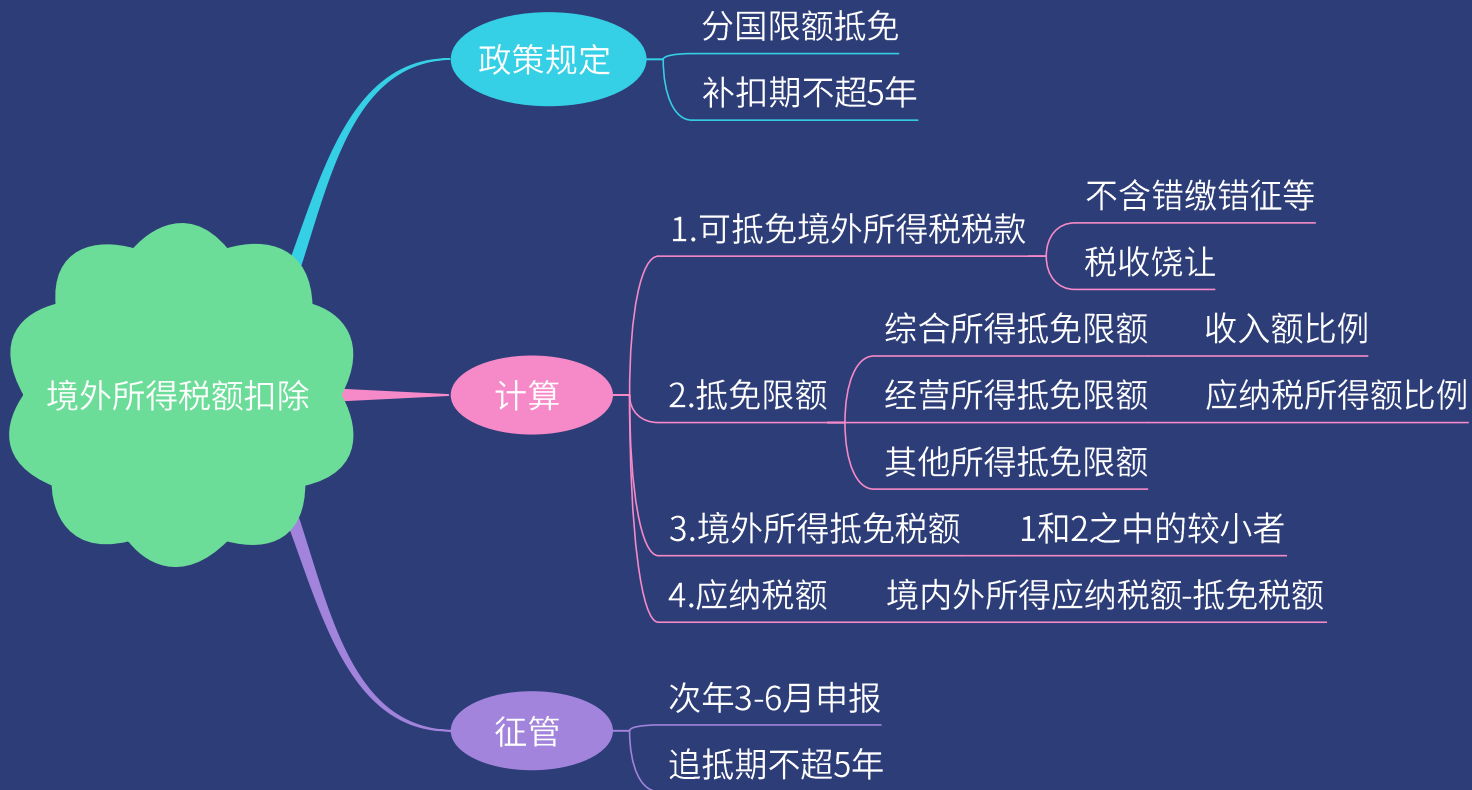 境外所得税额扣除
政策规定
分国限额抵免
补扣期不超5年
计算
1.可抵免境外所得税税款
不含错缴错征等
税收饶让
2.抵免限额
综合所得抵免限额 收入额比例
经营所得抵免限额 应纳税所得额比例
其他所得抵免限额
3.境外所得抵免税额 1和2之中的较小者
4.应纳税额 境内外所得应纳税额-抵免税额
征管
次年3-6月申报
追抵期不超5年